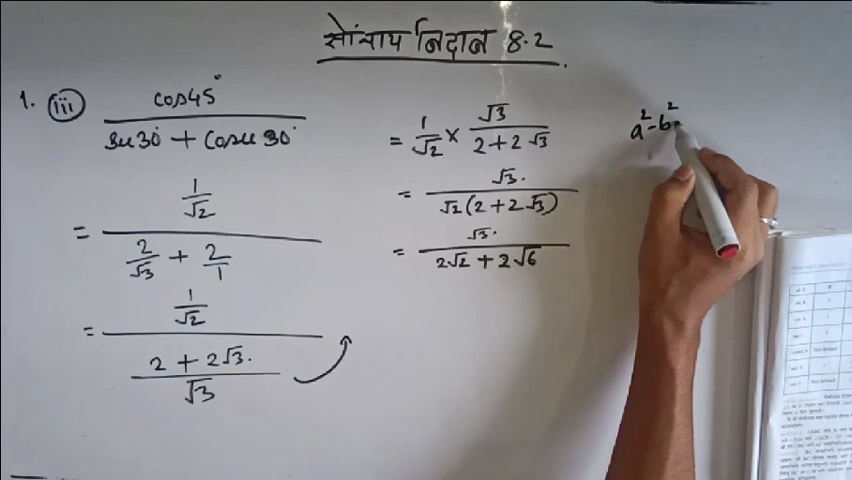 सोंनाय निदान 8.2
1. (iii) cos45° / sec30° + cosec30°
= 1/√2 / 2/√3 + 2/1
= 1/√2 / 2 + 2√3. / √3
= 1/√2 × √3 / 2+2√3
= √3. / √2(2+2√3)
= √3. / 2√2 + 2√6
a² - b²